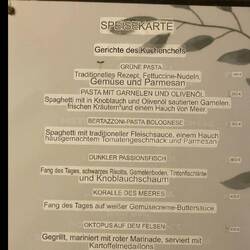 SPEISEKARTE
Gerichte des Küchenchefs
GRÜNE PASTA
Traditionelles Rezept, Fettuccine-Nudeln,
Gemüse und Parmesan
PASTA MIT GARNELEN UND OLIVENÖL
Spaghetti mit in Knoblauch und Olivenöl sautierten Garnelen,
frischen Kräutern und einem Hauch von Meer
BERTAZZONI-PASTA BOLOGNESE
Spaghetti mit traditioneller Fleischsauce, einem Hauch
hausgemachtem Tomatengeschmack und Parmesan
DUNKLER PASSIONSFISCH
Fang des Tages, schwarzes Risotto, Garnelenboden, Tintenfischtinte
und Knoblauchschaum
KORALLE DES MEERES
Fang des Tages auf weißer Gemüsecreme-Buttersauce
OKTOPUS AUF DEM FELSEN
Gegrillt, mariniert mit roter Marinade, serviert mit
Kartoffelmedaillons